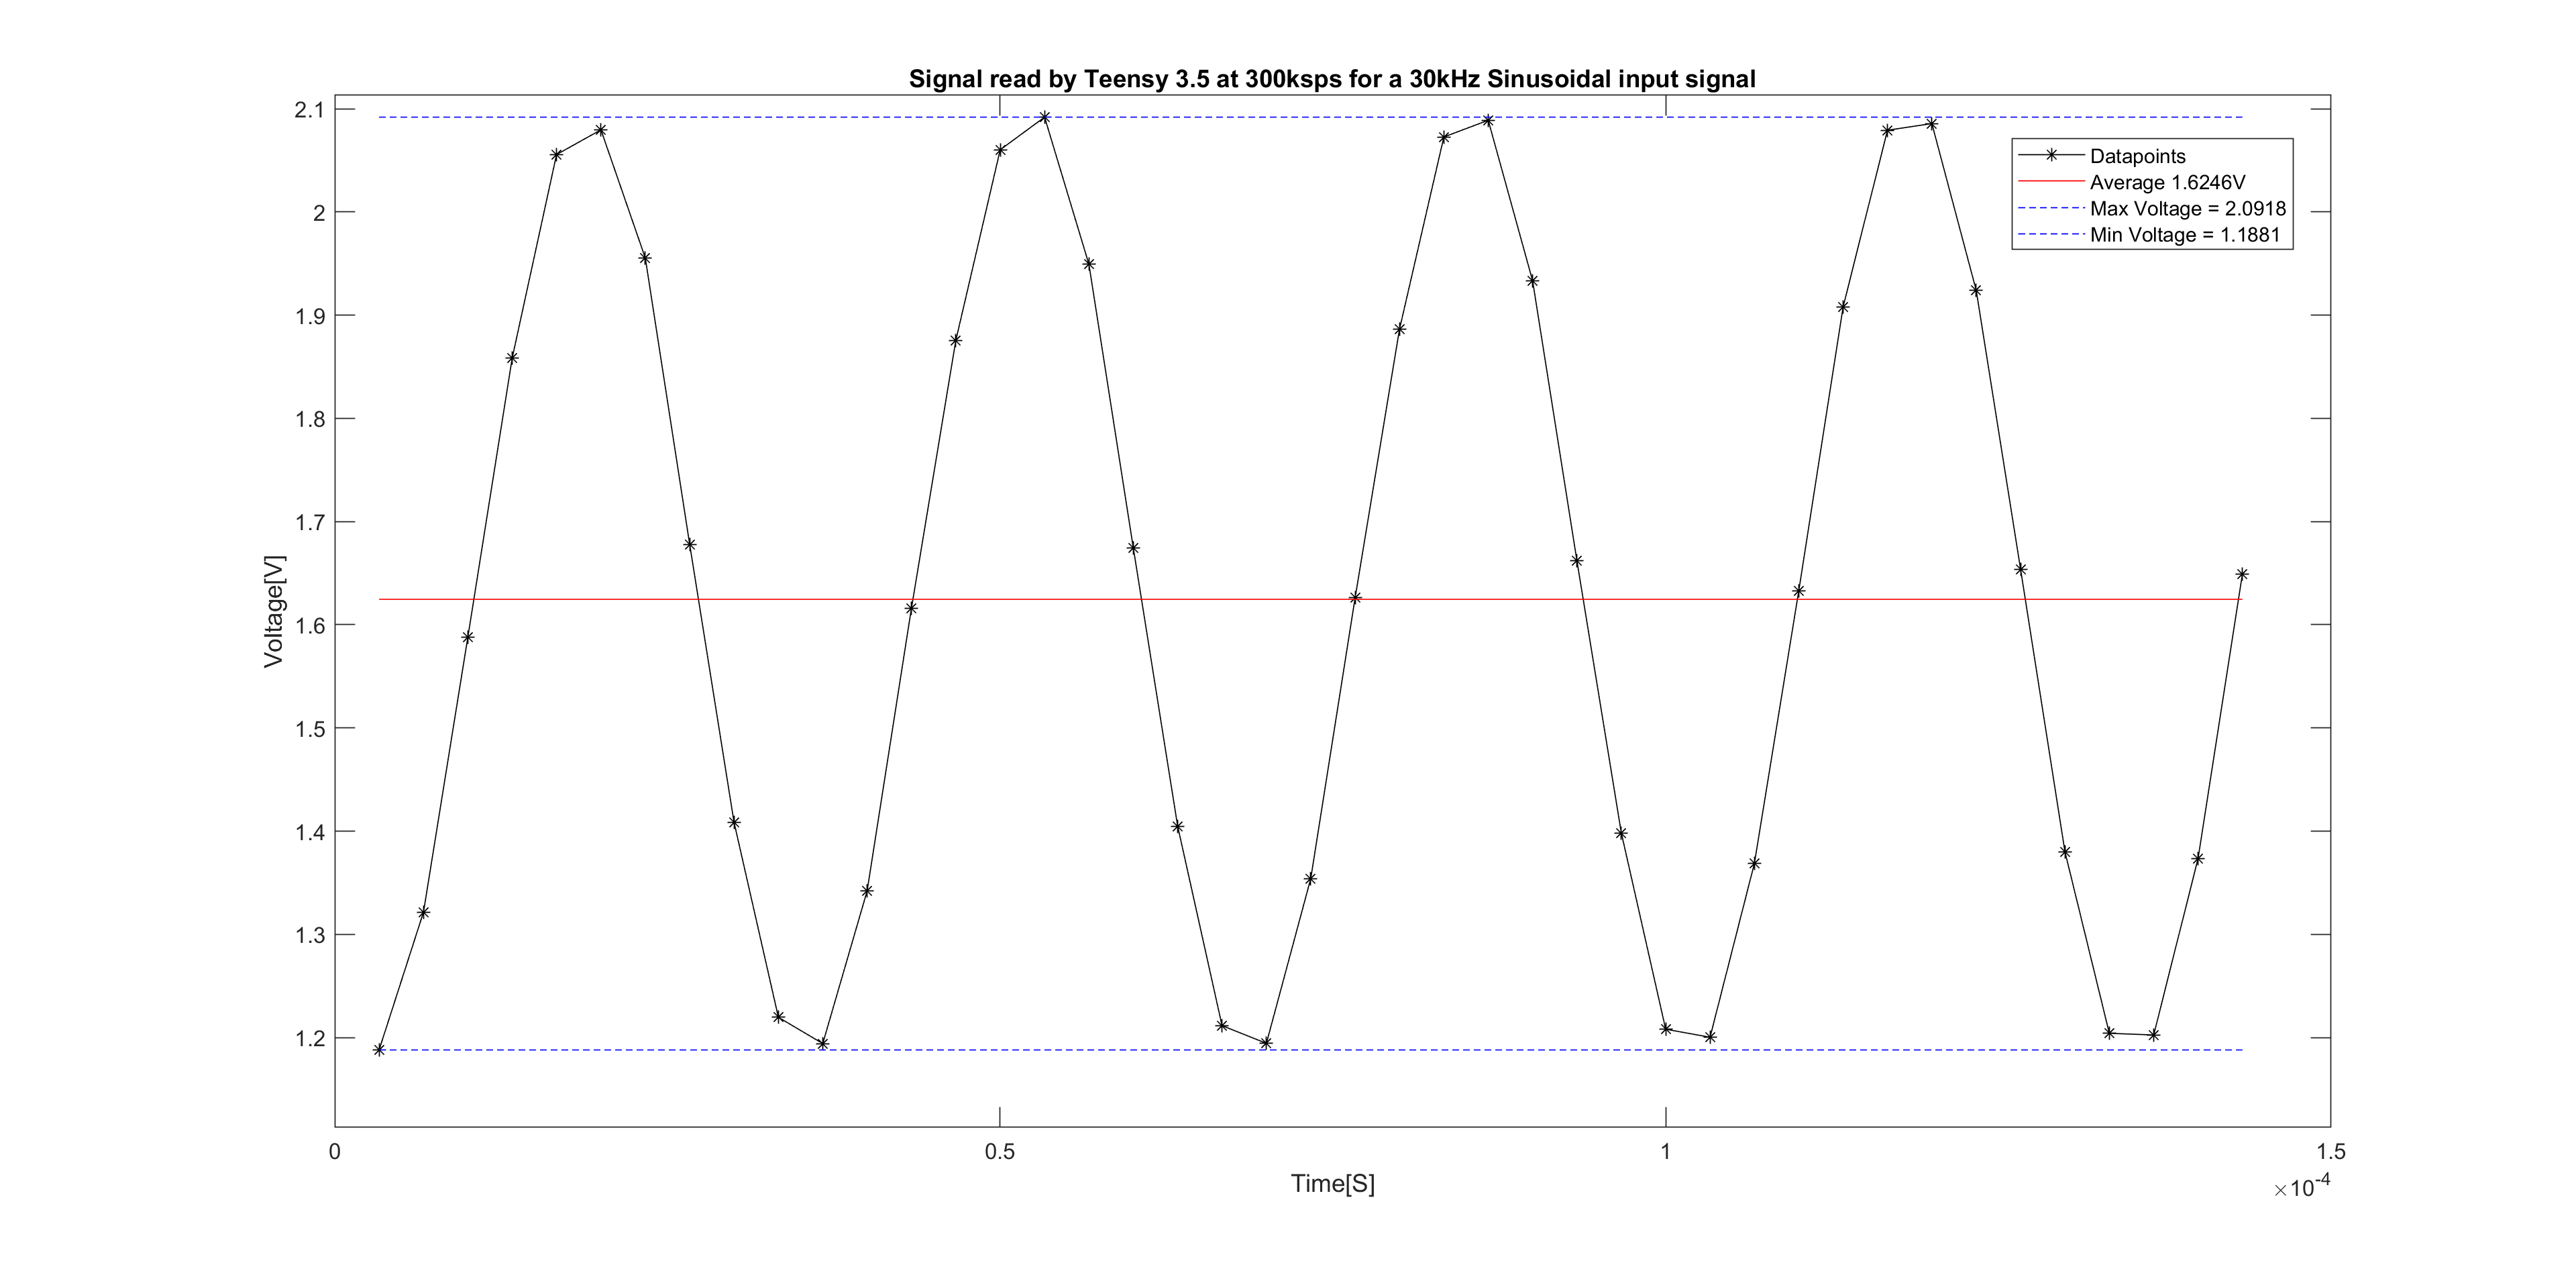 Signal read by Teensy 3.5 at 300ksps for a 30kHz Sinusoidal input signal
Datapoints
Average 1.6246V
Max Voltage = 2.0918
Min Voltage = 1.1881
Voltage[V]
2.1
2
1.9
1.8
1.7
1.6
1.5
1.4
1.3
1.2
0 0.5 1 1.5
×10-4
Time[S]